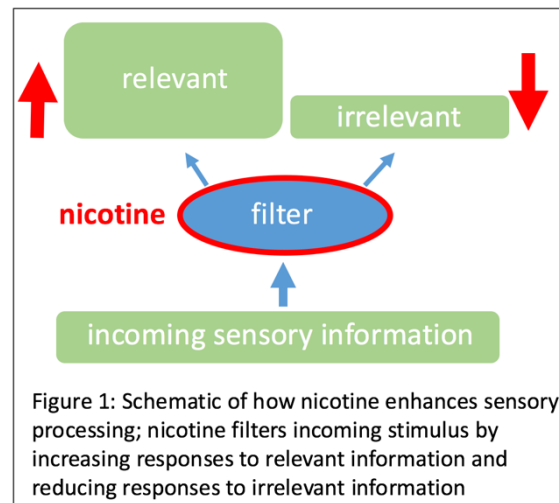 relevant
irrelevant
nicotine
filter
incoming sensory information
Figure 1: Schematic of how nicotine enhances sensory
processing; nicotine filters incoming stimulus by
increasing responses to relevant information and
reducing responses to irrelevant information